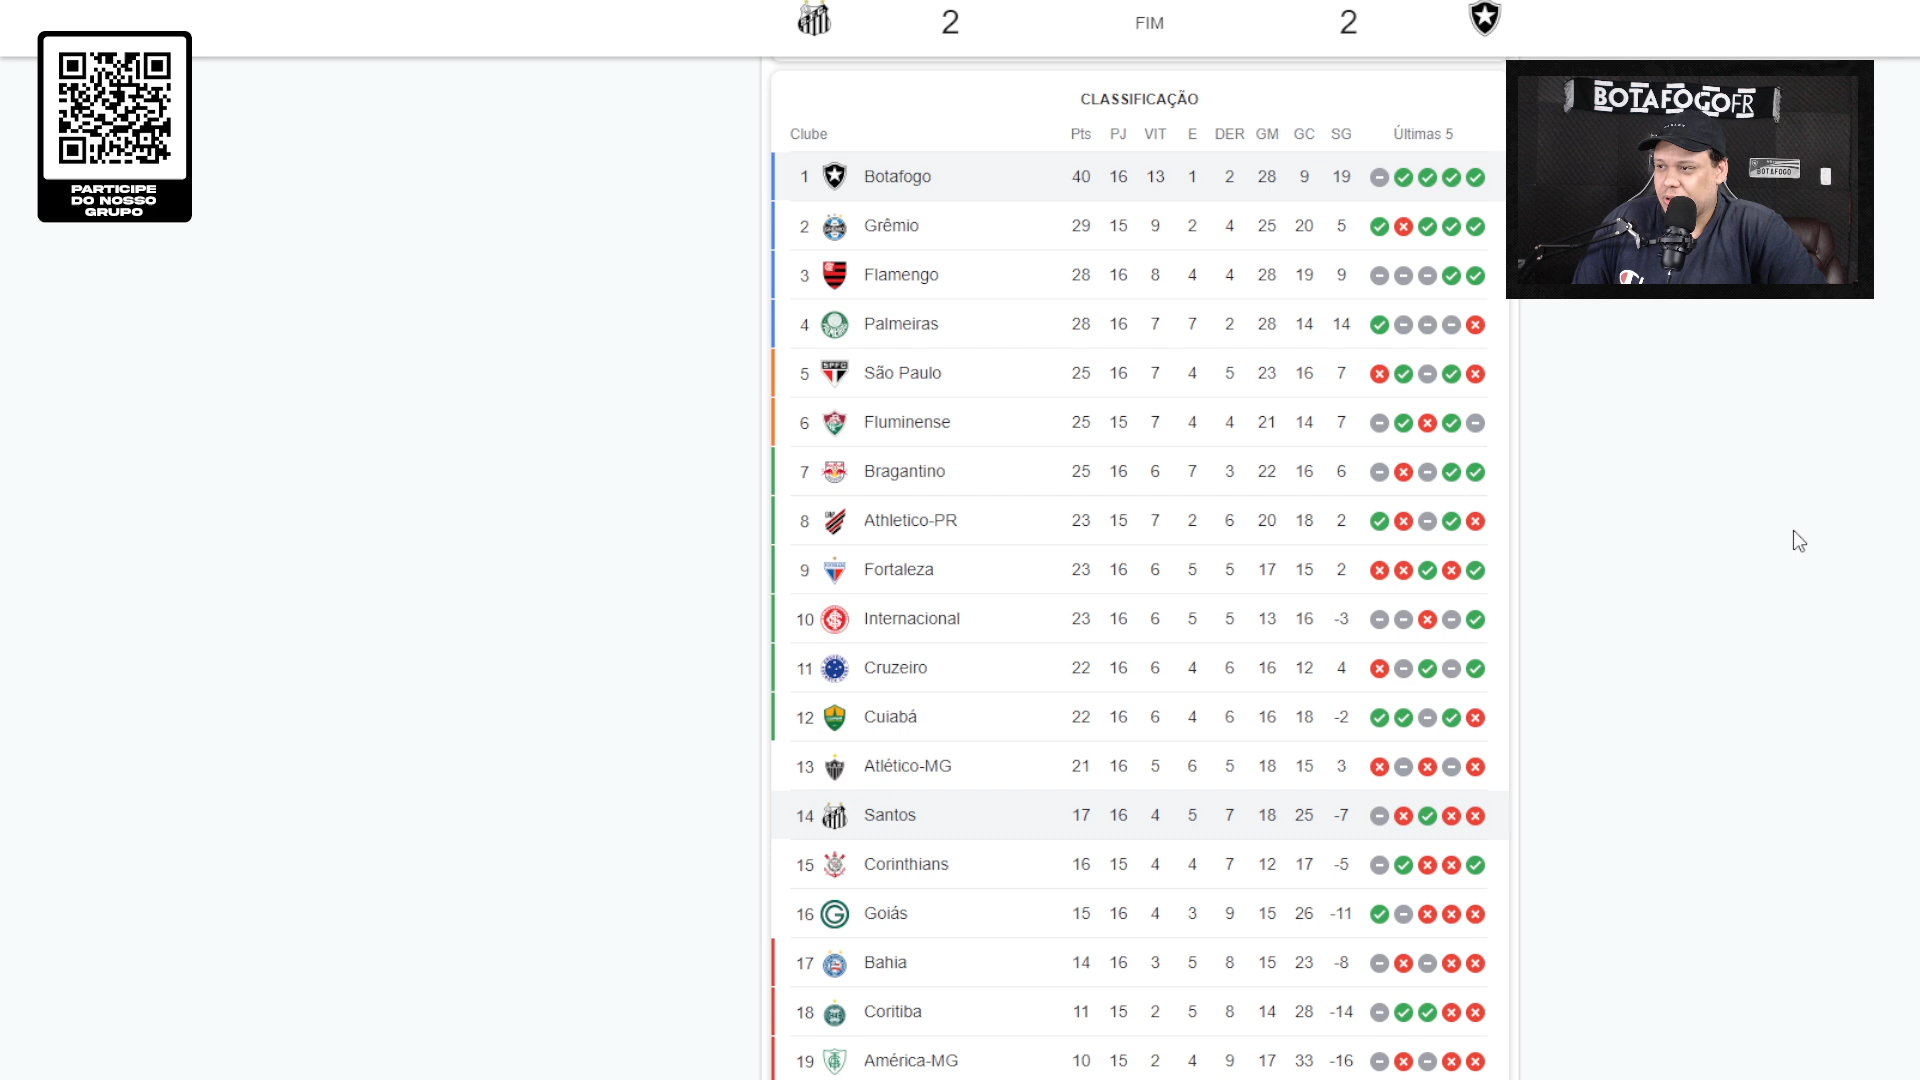 2 FIM 2
PARTICIPE
DO NOSSO
GRUPO
BOTAFOGO FR
BOTAFOGO
CLASSIFICAÇÃO
Clube Pts PJ VIT E DER GM GC SG Últimas 5
1 Botafogo 40 16 13 1 2 28 9 19
2 Grêmio 29 15 9 2 4 25 20 5
3 Flamengo 28 16 8 4 4 28 19 9
4 Palmeiras 28 16 7 7 2 28 14 14
5 São Paulo 25 16 7 4 5 23 16 7
6 Fluminense 25 15 7 4 4 21 14 7
7 Bragantino 25 16 6 7 3 22 16 6
8 Athletico-PR 23 15 7 2 6 20 18 2
9 Fortaleza 23 16 6 5 5 17 15 2
10 Internacional 23 16 6 5 5 13 16 -3
11 Cruzeiro 22 16 6 4 6 16 12 4
12 Cuiabá 22 16 6 4 6 16 18 -2
13 Atlético-MG 21 16 5 6 5 18 15 3
14 Santos 17 16 4 5 7 18 25 -7
15 Corinthians 16 15 4 4 7 12 17 -5
16 Goiás 15 16 4 3 9 15 26 -11
17 Bahia 14 16 3 5 8 15 23 -8
18 Coritiba 11 15 2 5 8 14 28 -14
19 América-MG 10 15 2 4 9 17 33 -16